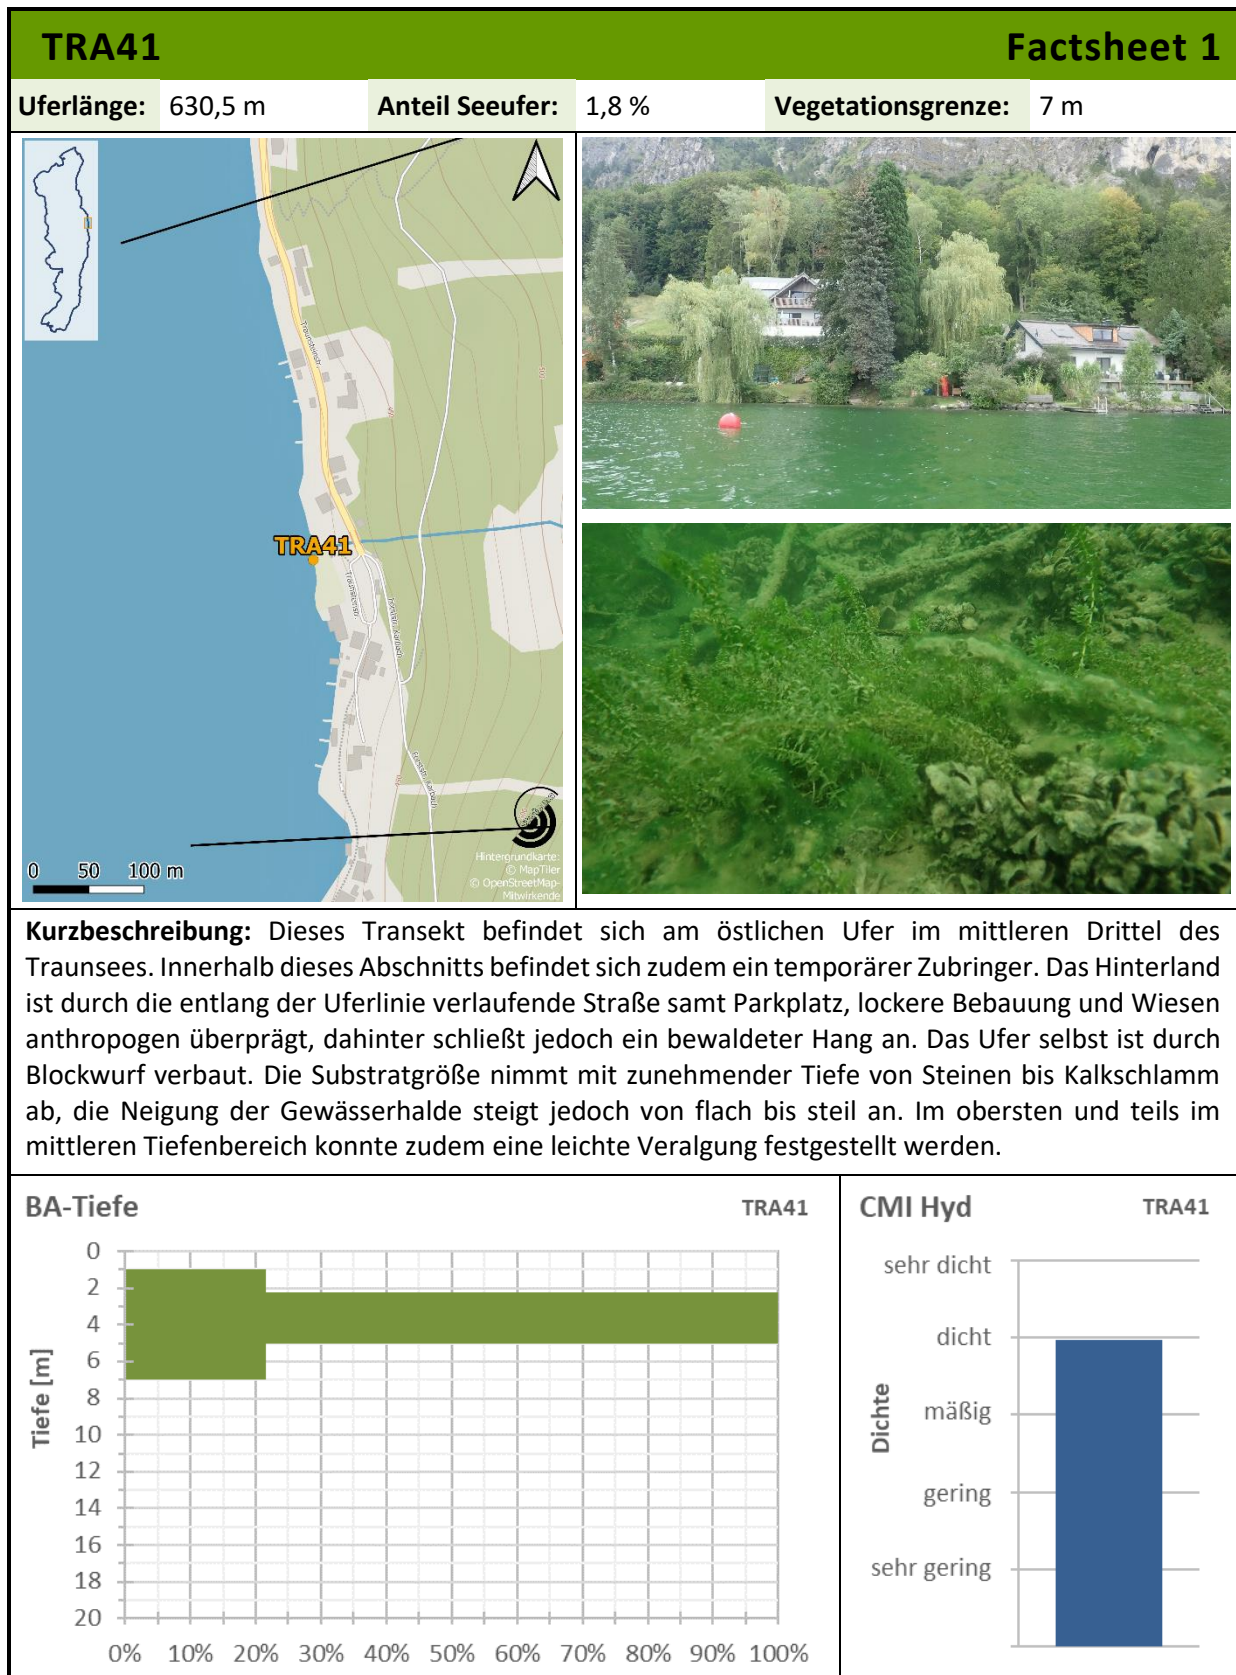 TRA41 Factsheet 1
Uferlänge: 630,5 m Anteil Seeufer: 1,8 % Vegetationsgrenze: 7 m
Traunsteinstr.
TRA41
Traunsteinstr.
Forststr. Karbach
Forststr. Karbach
0 50 100 m
Hintergrundkarte:
© MapTiler
© OpenStreetMap-
Mitwirkende
Kurzbeschreibung: Dieses Transekt befindet sich am östlichen Ufer im mittleren Drittel des
Traunsees. Innerhalb dieses Abschnitts befindet sich zudem ein temporärer Zubringer. Das Hinterland
ist durch die entlang der Uferlinie verlaufende Straße samt Parkplatz, lockere Bebauung und Wiesen
anthropogen überprägt, dahinter schließt jedoch ein bewaldeter Hang an. Das Ufer selbst ist durch
Blockwurf verbaut. Die Substratgröße nimmt mit zunehmender Tiefe von Steinen bis Kalkschlamm
ab, die Neigung der Gewässerhalde steigt jedoch von flach bis steil an. Im obersten und teils im
mittleren Tiefenbereich konnte zudem eine leichte Veralgung festgestellt werden.
BA-Tiefe TRA41
Tiefe [m]
0
2
4
6
8
10
12
14
16
18
20
0% 10% 20% 30% 40% 50% 60% 70% 80% 90% 100%
CMI Hyd TRA41
Dichte
sehr dicht
dicht
mäßig
gering
sehr gering